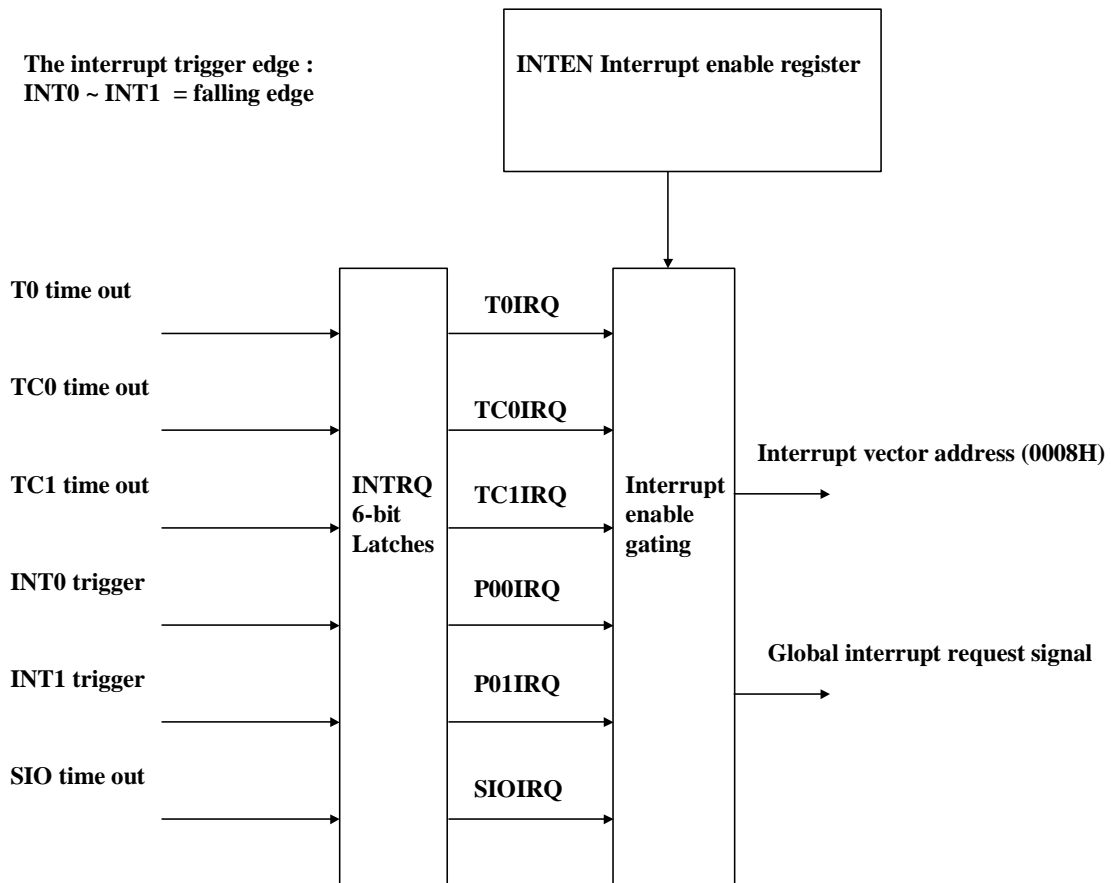 The interrupt trigger edge :
INT0 ~ INT1 = falling edge
INTEN Interrupt enable register
T0 time out
T0IRQ
TC0 time out
TC0IRQ
Interrupt vector address (0008H)
TC1 time out
INTRQ
6-bit
Latches
TC1IRQ
Interrupt
enable
gating
INT0 trigger
P00IRQ
Global interrupt request signal
INT1 trigger
P01IRQ
SIO time out
SIOIRQ